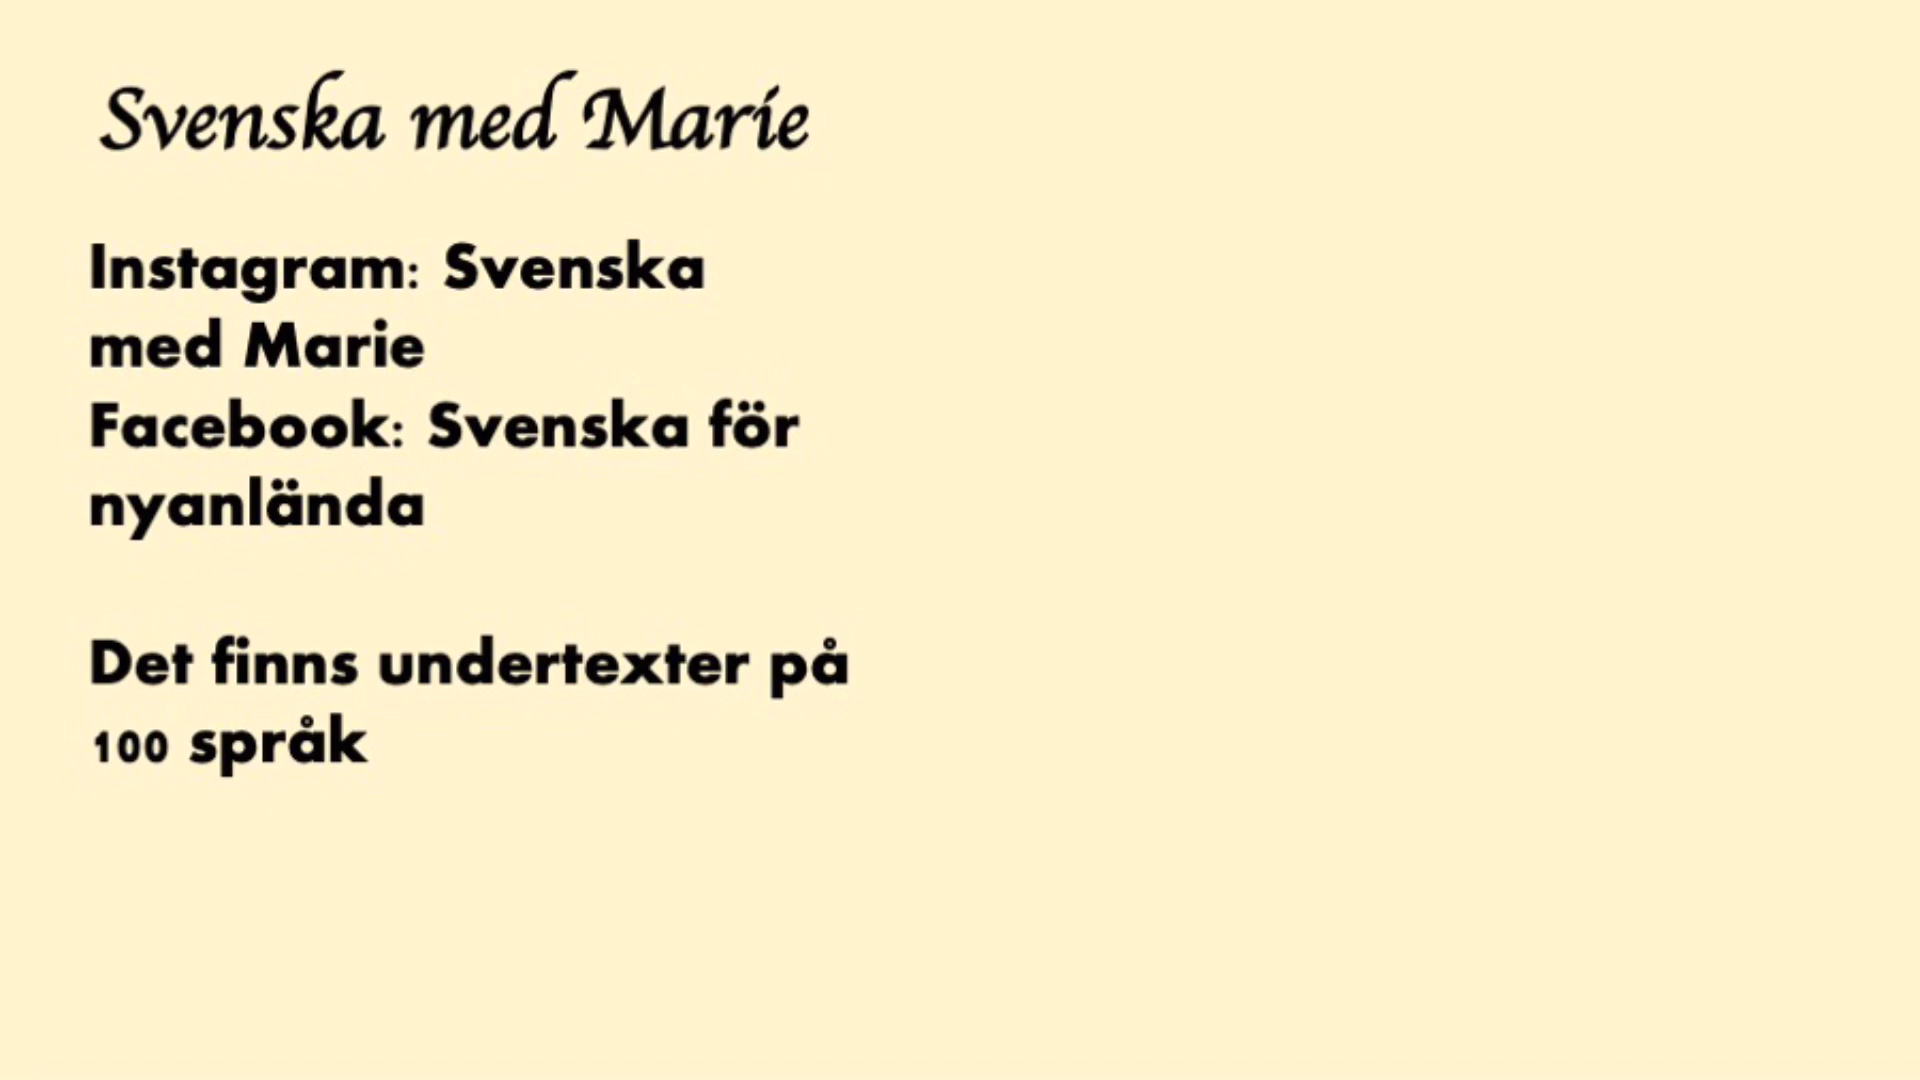 Svenska med Marie
Instagram: Svenska
med Marie
Facebook: Svenska för
nyanlända
Det finns undertexter på
100 språk